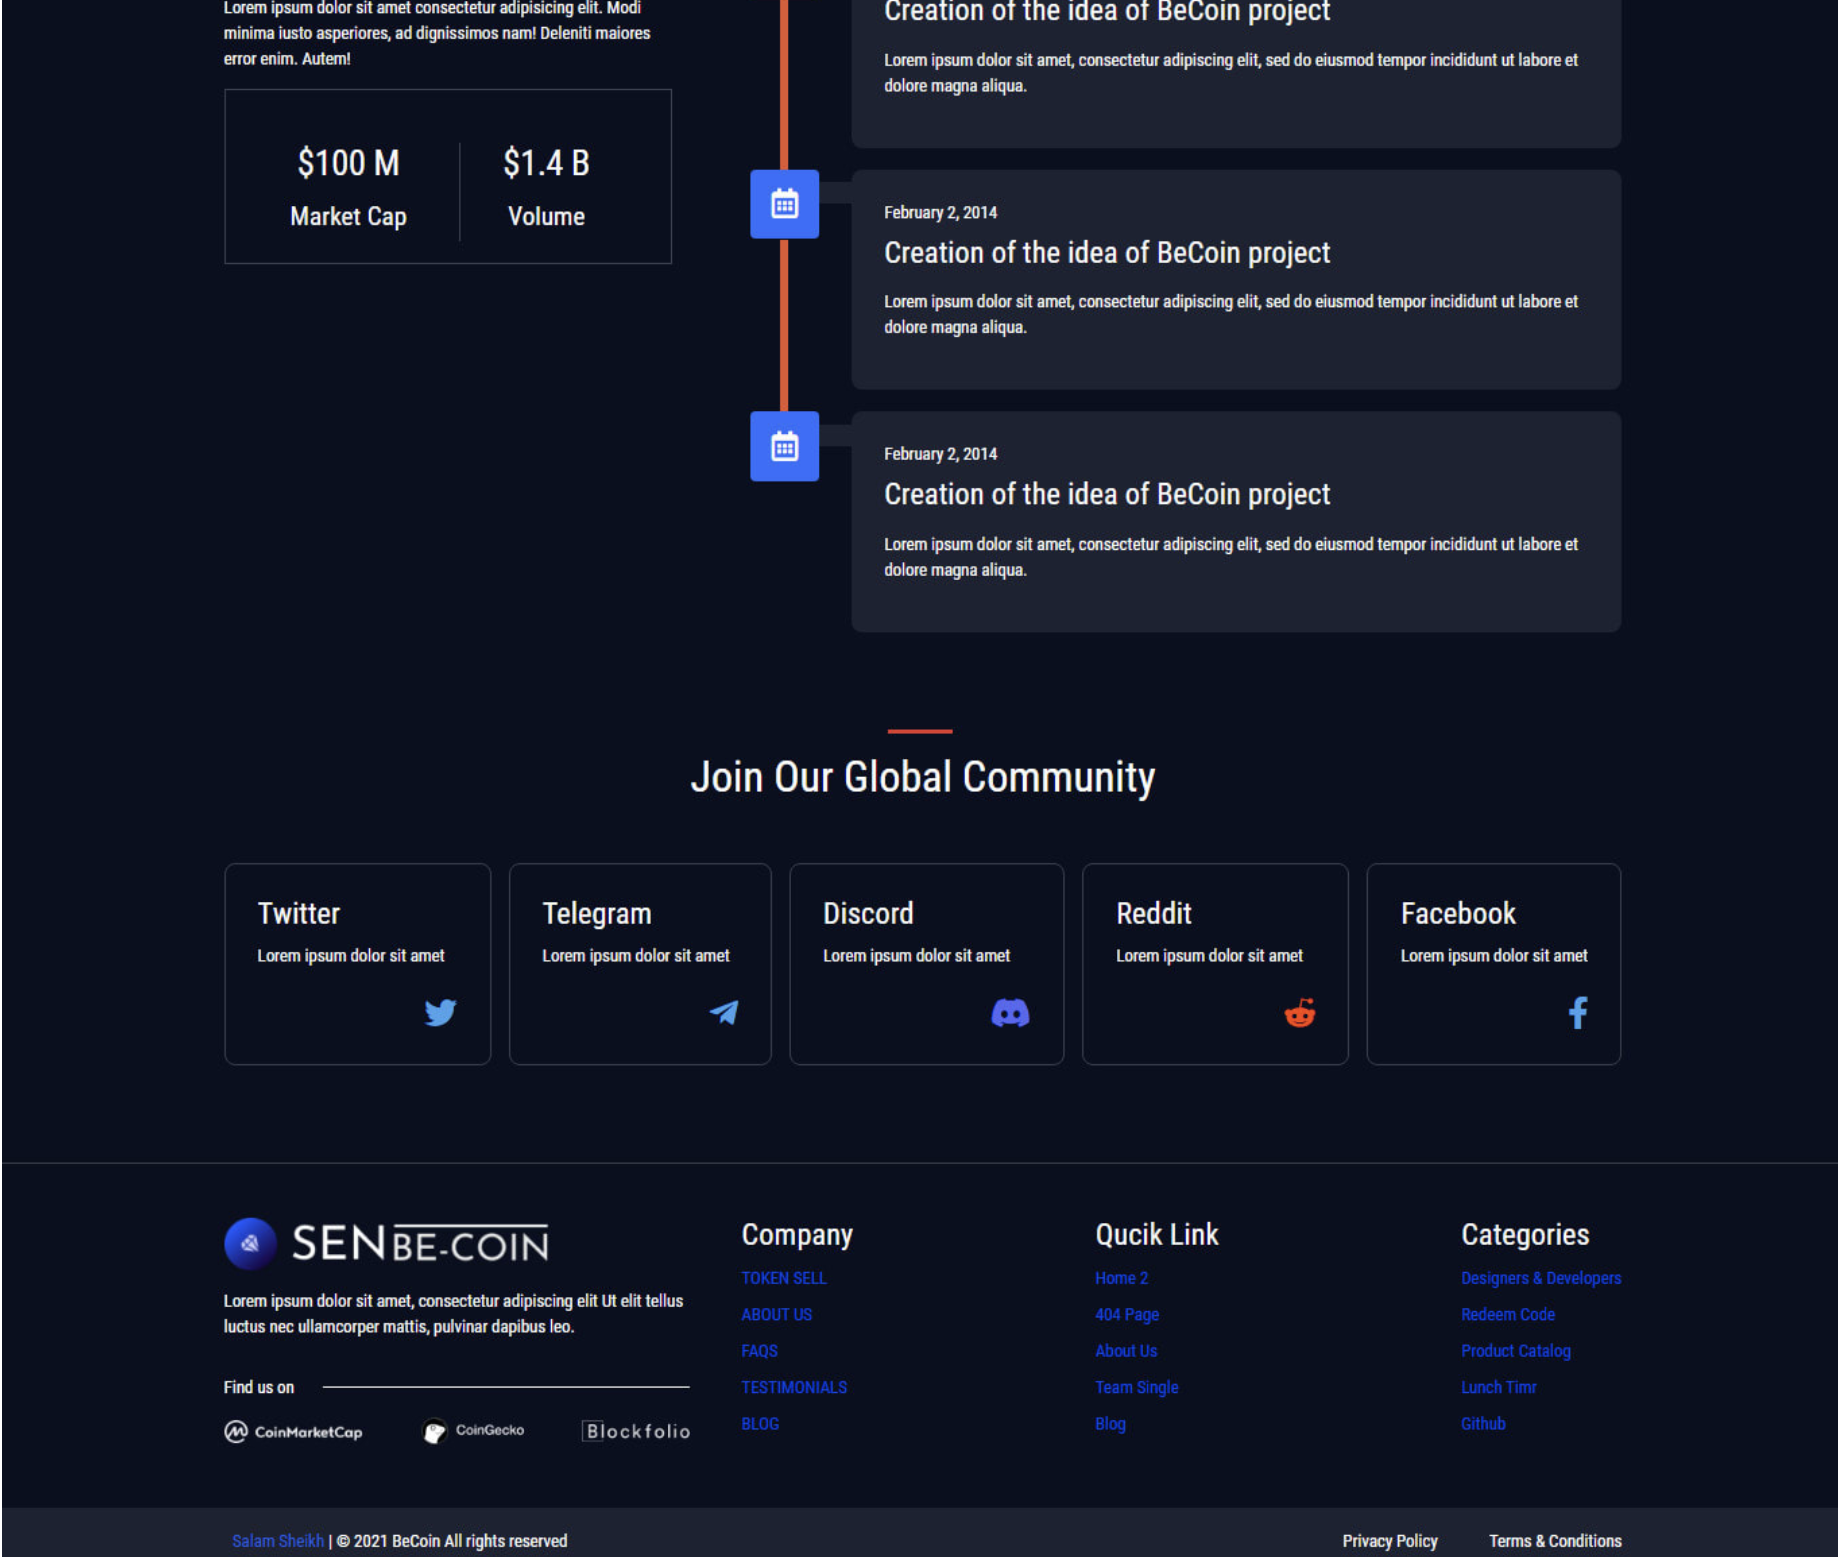 Lorem ipsum dolor sit amet consectetur adipisicing elit. Modi
minima iusto asperiores, ad dignissimos nam! Deleniti maiores
error enim. Autem!
$100 M
Market Cap
$1.4 B
Volume
Creation of the idea of BeCoin project
Lorem ipsum dolor sit amet, consectetur adipiscing elit, sed do eiusmod tempor incididunt ut labore et
dolore magna aliqua.
February 2, 2014
Creation of the idea of BeCoin project
Lorem ipsum dolor sit amet, consectetur adipiscing elit, sed do eiusmod tempor incididunt ut labore et
dolore magna aliqua.
February 2, 2014
Creation of the idea of BeCoin project
Lorem ipsum dolor sit amet, consectetur adipiscing elit, sed do eiusmod tempor incididunt ut labore et
dolore magna aliqua.
Join Our Global Community
Twitter
Lorem ipsum dolor sit amet
Telegram
Lorem ipsum dolor sit amet
Discord
Lorem ipsum dolor sit amet
Reddit
Lorem ipsum dolor sit amet
Facebook
Lorem ipsum dolor sit amet
SEN BE-COIN
Lorem ipsum dolor sit amet, consectetur adipiscing elit Ut elit tellus
luctus nec ullamcorper mattis, pulvinar dapibus leo.
Find us on
CoinMarketCap
CoinGecko
Blockfolio
Company
TOKEN SELL
ABOUT US
FAQS
TESTIMONIALS
BLOG
Qucik Link
Home 2
404 Page
About Us
Team Single
Blog
Categories
Designers & Developers
Redeem Code
Product Catalog
Lunch Timr
Github
Salam Sheikh | © 2021 BeCoin All rights reserved
Privacy Policy
Terms & Conditions